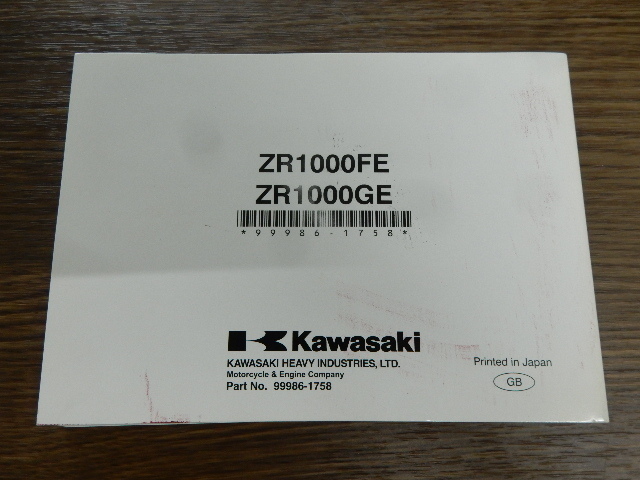 ZR1000FE
ZR1000GE
*99986-1758*
Kawasaki
KAWASAKI HEAVY INDUSTRIES, LTD.
Motorcycle & Engine Company
Part No. 99986-1758
Printed in Japan
GB